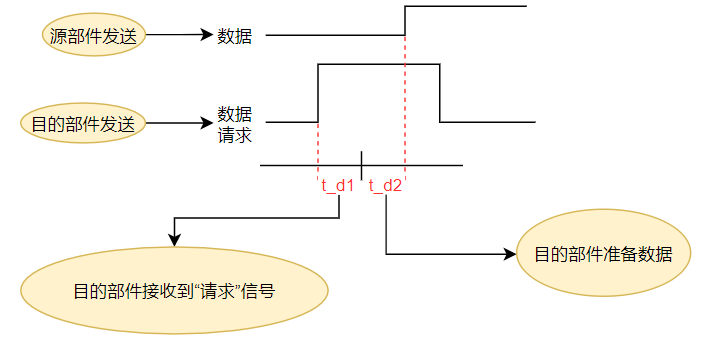 源部件发送
数据
目的部件发送
数据
请求
t_d1
t_d2
目的部件准备数据
目的部件接收到“请求”信号